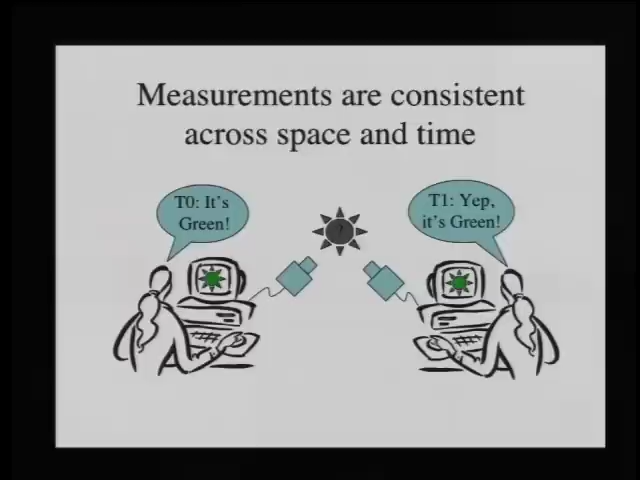 Measurements are consistent
across space and time
T0: It's
Green!
T1: Yep,
it's Green!
?